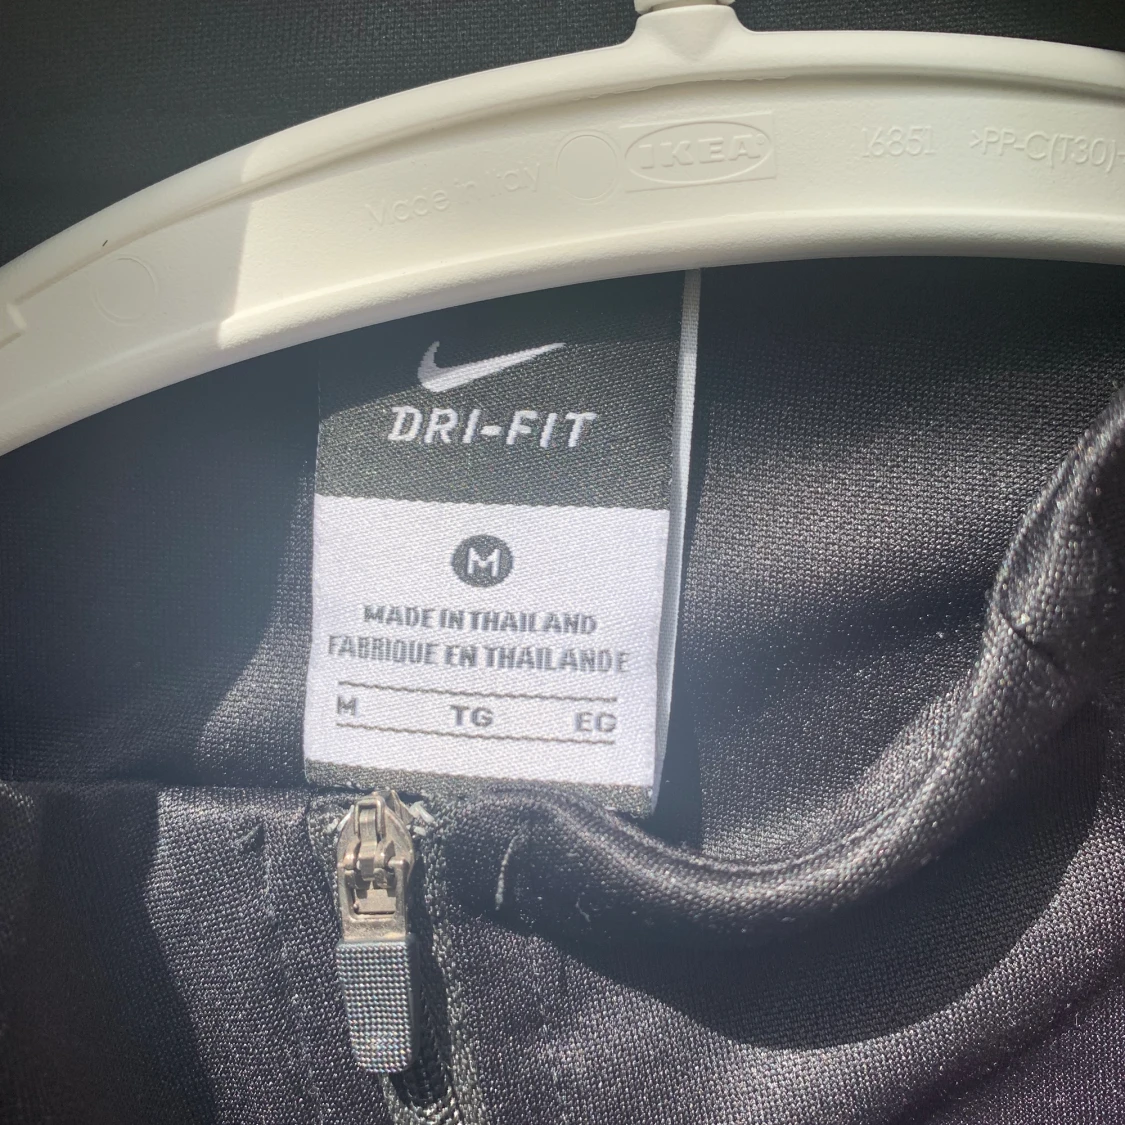 Made in Italy IKEA 16851 >PP-C(T30)
DRI-FIT
M
MADE IN THAILAND
FABRIQUE EN THAILANDE
M TG EG